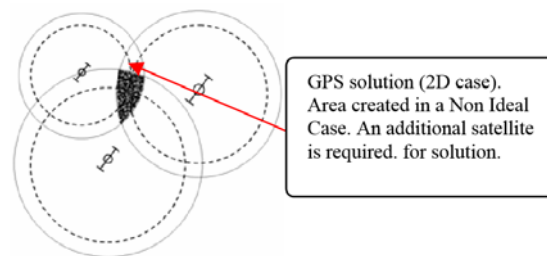 GPS solution (2D case).
Area created in a Non Ideal
Case. An additional satellite
is required. for solution.